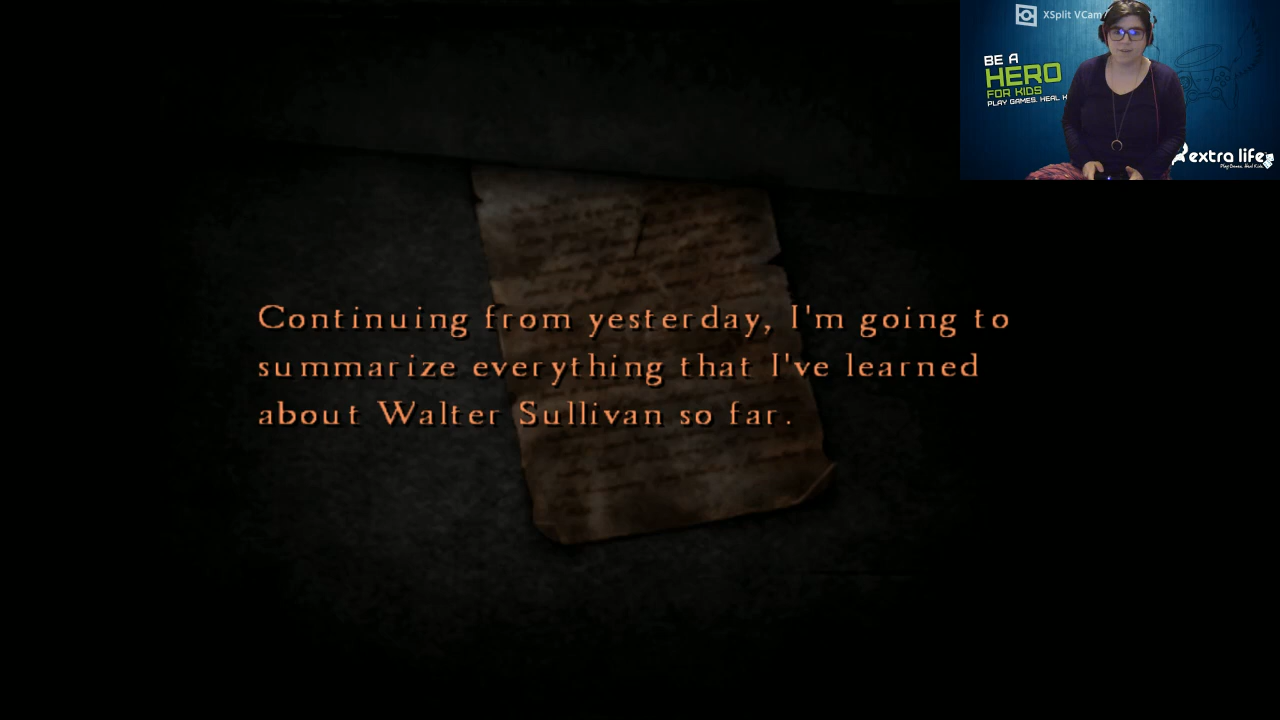 XSplit VCam
BE A
HERO
FOR KIDS
PLAY GAMES. HEAL K
extra life
Continuing from yesterday, I'm going to
summarize everything that I've learned
about Walter Sullivan so far.